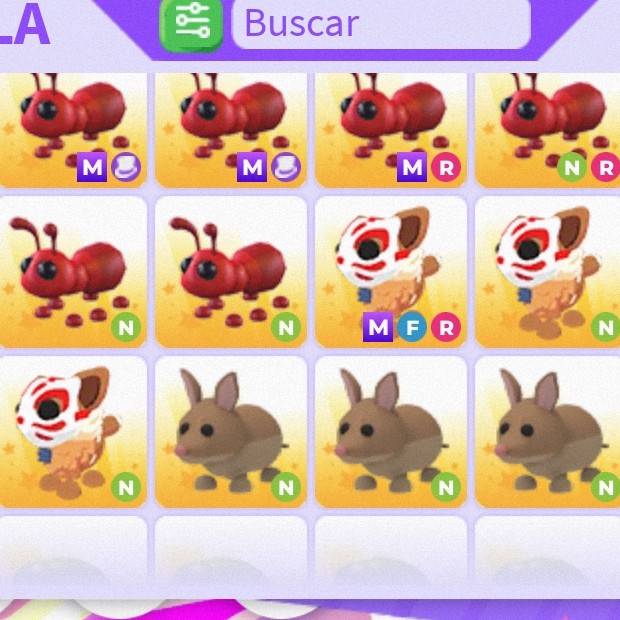 LA
Buscar
M M M R N R
N N M F R N
N N N N